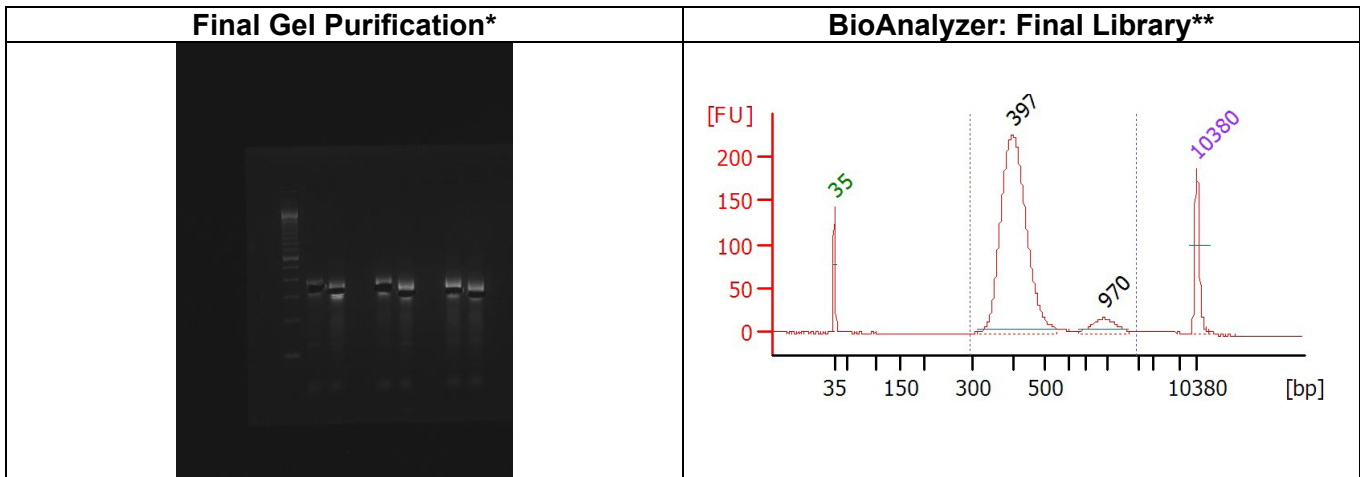 Final Gel Purification*
BioAnalyzer: Final Library**
[FU]
200
150
100
50
0
35
397
970
10380
35 150 300 500 10380 [bp]